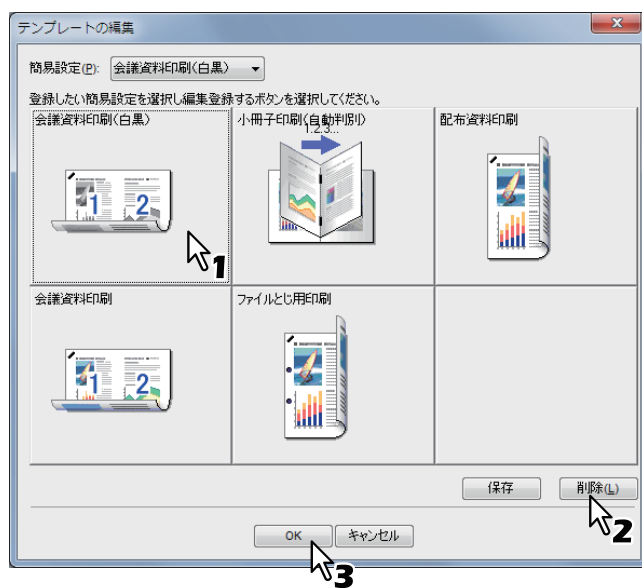 テンプレートの編集
簡易設定(P): 会議資料印刷(白黒)
登録したい簡易設定を選択し編集登録するボタンを選択してください。
会議資料印刷(白黒)
小冊子印刷(自動判別)
配布資料印刷
1.2.3...
1 2
1
会議資料印刷
ファイルとじ用印刷
1 2
保存 削除(L)
2
OK キャンセル
3